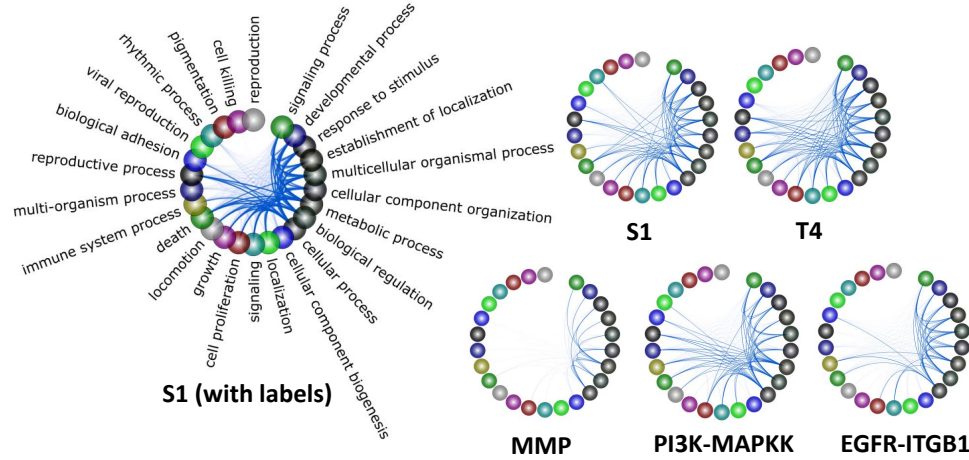 reproduction
cell killing
pigmentation
rhythmic process
viral reproduction
biological adhesion
reproductive process
multi-organism process
immune system process
death
locomotion
growth
cell proliferation
signaling
localization
cellular component biogenesis
cellular process
biological regulation
metabolic process
cellular component organization
multicellular organismal process
establishment of localization
response to stimulus
developmental process
signaling process
S1 (with labels)
S1
T4
MMP
PI3K-MAPKK
EGFR-ITGB1